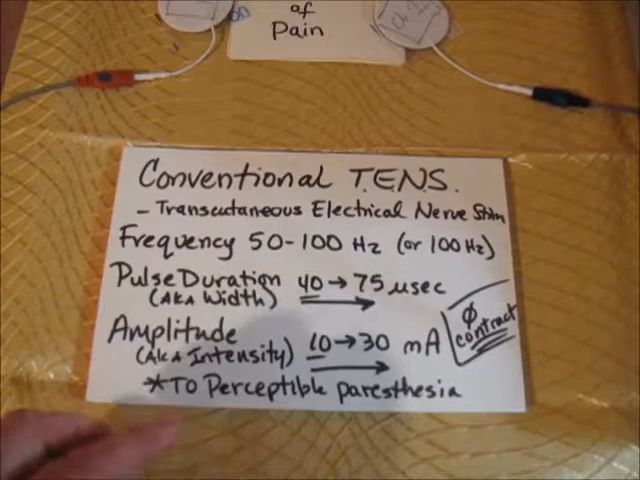 of
Pain
Conventional T.E.N.S.
- Transcutaneous Electrical Nerve Stim
Frequency 50-100 Hz (or 100 Hz)
Pulse Duration 40→75 µsec
(AKA Width)
Amplitude 10→30 mA
(AKA Intensity)
Ø
contract
*To Perceptible paresthesia